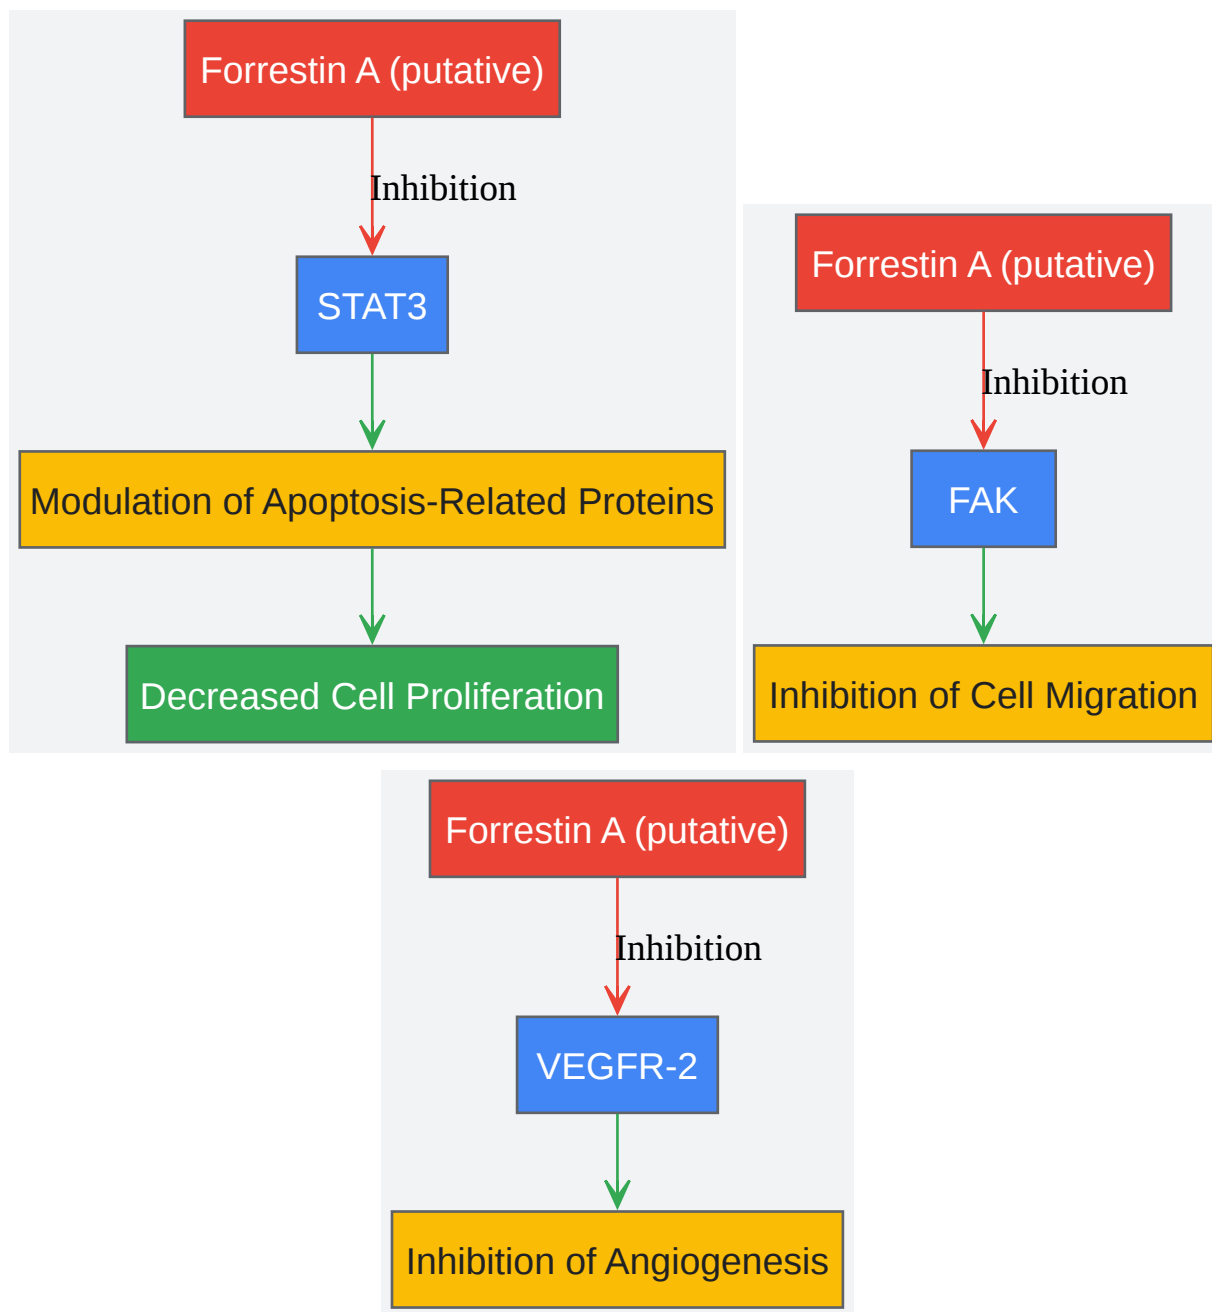 Forrestin A (putative)
Inhibition
STAT3
Modulation of Apoptosis-Related Proteins
Decreased Cell Proliferation
Forrestin A (putative)
Inhibition
FAK
Inhibition of Cell Migration
Forrestin A (putative)
Inhibition
VEGFR-2
Inhibition of Angiogenesis